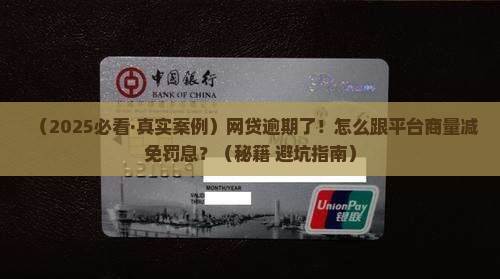 中国银行
BANK OF CHINA
（2025必看·真实案例）网贷逾期了！怎么跟平台商量减
免罚息？（秘籍 避坑指南）
621669
UnionPay
银联